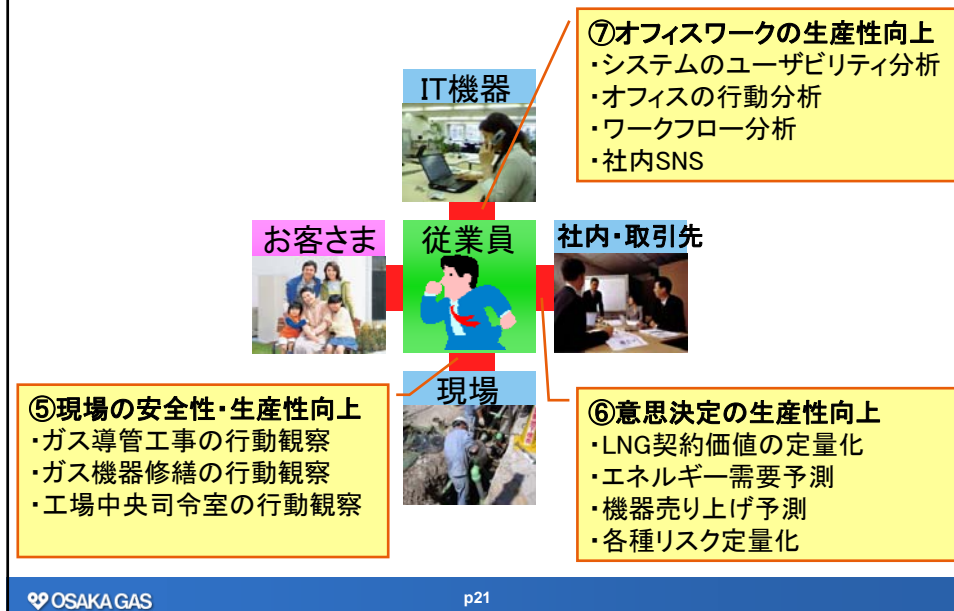 ⑦オフィスワークの生産性向上
・システムのユーザビリティ分析
・オフィスの行動分析
・ワークフロー分析
・社内SNS
IT機器
お客さま
従業員
社内・取引先
現場
⑤現場の安全性・生産性向上
・ガス導管工事の行動観察
・ガス機器修繕の行動観察
・工場中央司令室の行動観察
⑥意思決定の生産性向上
・LNG契約価値の定量化
・エネルギー需要予測
・機器売り上げ予測
・各種リスク定量化
OSAKA GAS
p21